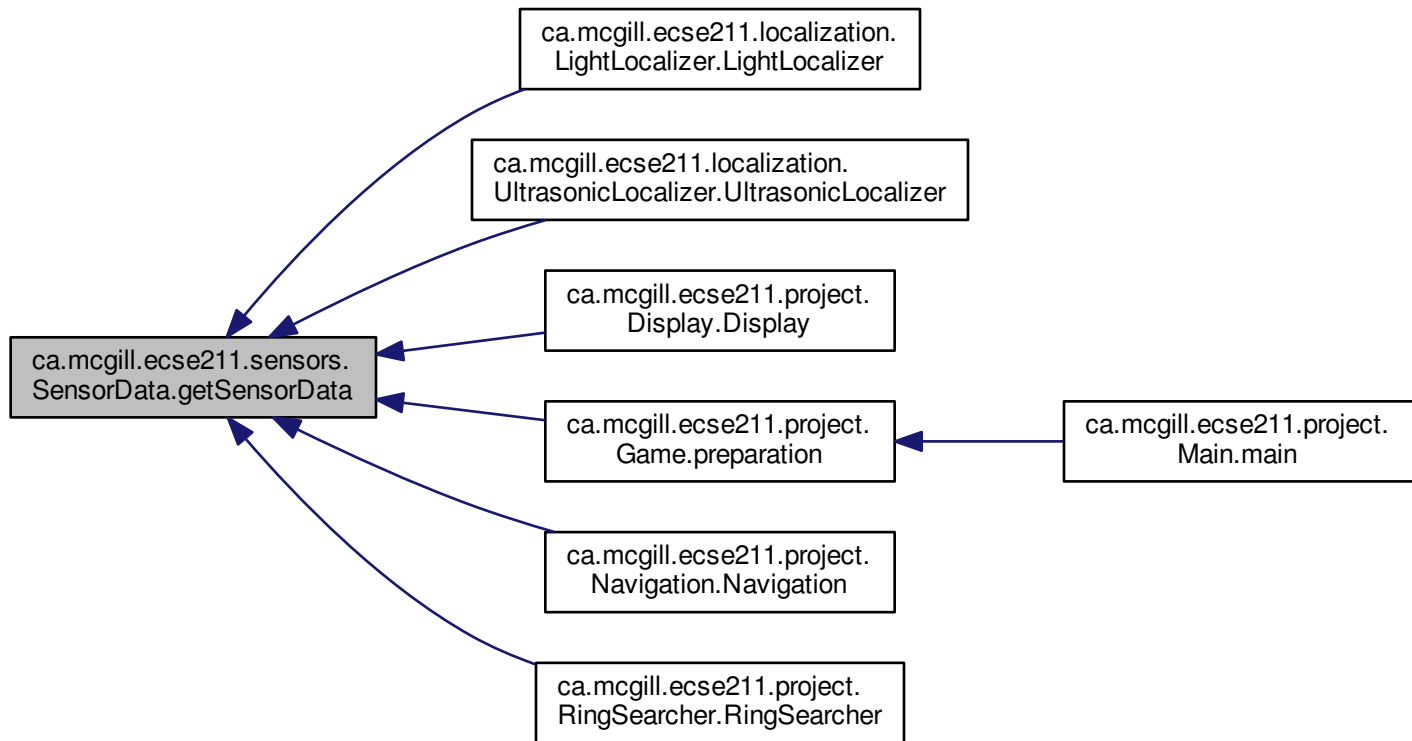 ca.mcgill.ecse211.localization.
LightLocalizer.LightLocalizer
ca.mcgill.ecse211.localization.
UltrasonicLocalizer.UltrasonicLocalizer
ca.mcgill.ecse211.project.
Display.Display
ca.mcgill.ecse211.sensors.
SensorData.getSensorData
ca.mcgill.ecse211.project.
Game.preparation
ca.mcgill.ecse211.project.
Main.main
ca.mcgill.ecse211.project.
Navigation.Navigation
ca.mcgill.ecse211.project.
RingSearcher.RingSearcher